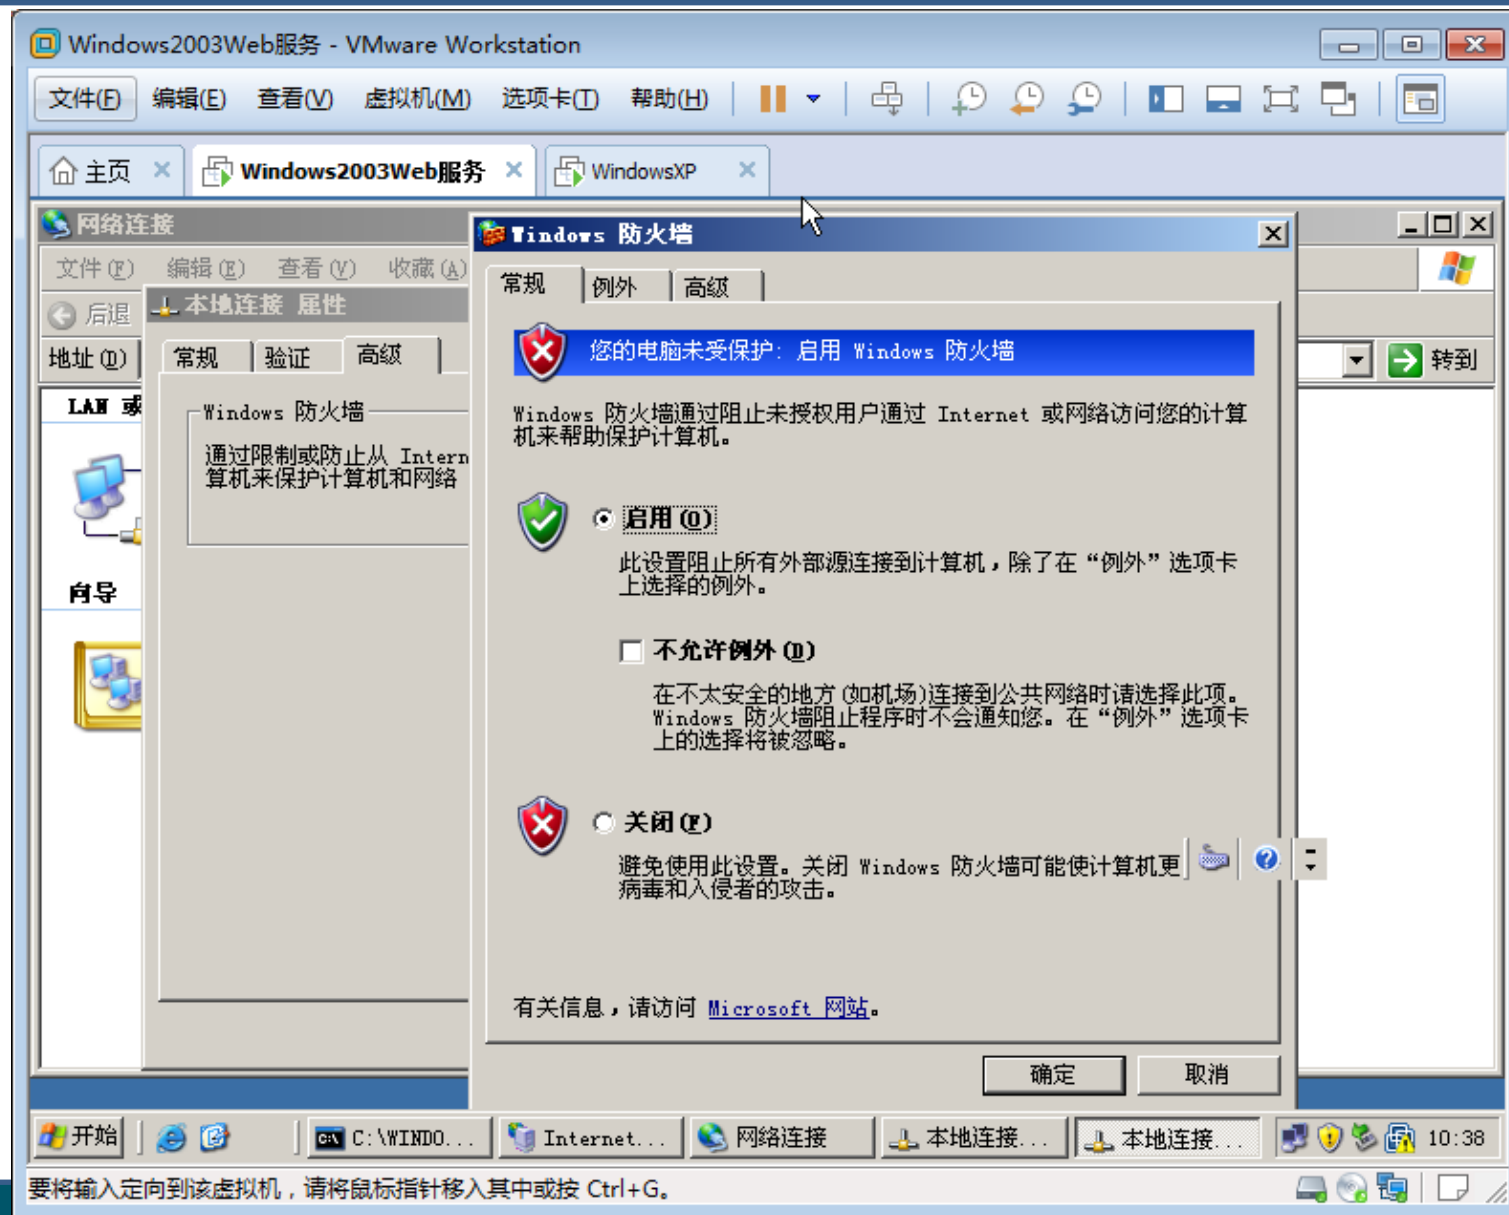 Windows2003Web服务 - VMware Workstation
文件(F) 编辑(E) 查看(V) 虚拟机(M) 选项卡(T) 帮助(H)
主页 Windows2003Web服务 WindowsXP
网络连接
文件(F) 编辑(E) 查看(V) 收藏(A)
后退
地址(D) 转到
LAN 或
向导
本地连接 属性
常规 验证 高级
Windows 防火墙
通过限制或防止从 Intern
算机来保护计算机和网络
Windows 防火墙
常规 例外 高级
您的电脑未受保护: 启用 Windows 防火墙
Windows 防火墙通过阻止未授权用户通过 Internet 或网络访问您的计算
机来帮助保护计算机。
启用(O)
此设置阻止所有外部源连接到计算机，除了在“例外”选项卡
上选择的例外。
不允许例外(D)
在不太安全的地方(如机场)连接到公共网络时请选择此项。
Windows 防火墙阻止程序时不会通知您。在“例外”选项卡
上的选择将被忽略。
关闭(F)
避免使用此设置。关闭 Windows 防火墙可能使计算机更
病毒和入侵者的攻击。
有关信息，请访问 Microsoft 网站。
确定 取消
开始 C:\WINDO... Internet... 网络连接 本地连接... 本地连接... 10:38
要将输入定向到该虚拟机，请将鼠标指针移入其中或按 Ctrl+G。